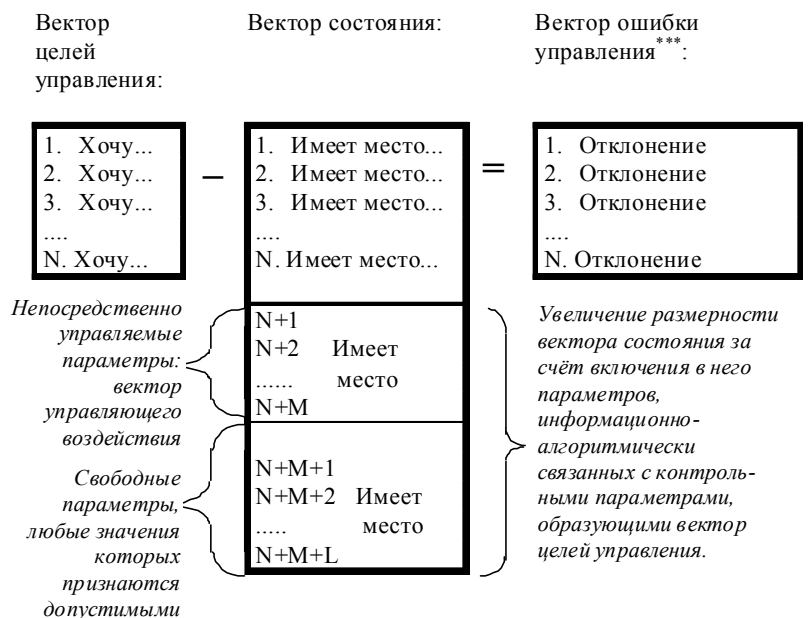 Вектор
целей
управления:
Вектор состояния:
Вектор ошибки
управления***:
1. Хочу...
2. Хочу...
3. Хочу...
....
N. Хочу...
–
1. Имеет место...
2. Имеет место...
3. Имеет место...
....
N. Имеет место...
=
1. Отклонение
2. Отклонение
3. Отклонение
....
N. Отклонение
Непосредственно
управляемые
параметры:
вектор
управляющего
воздействия
N+1
N+2 Имеет
...... место
N+M
Свободные
параметры,
любые значения
которых
признаются
допустимыми
N+M+1
N+M+2 Имеет
..... место
N+M+L
Увеличение размерности
вектора состояния за
счёт включения в него
параметров,
информационно-
алгоритмически
связанных с контроль-
ными параметрами,
образующими вектор
целей управления.